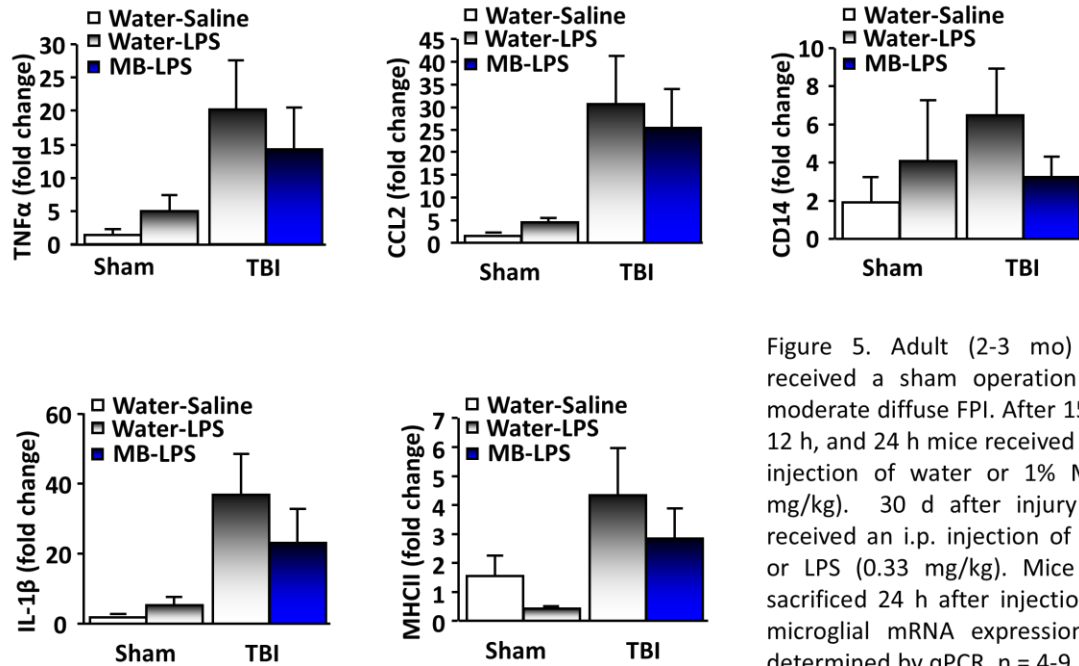 Water-Saline
Water-LPS
MB-LPS
TNFα (fold change)
30
25
20
15
10
5
0
Sham TBI
Water-Saline
Water-LPS
MB-LPS
CCL2 (fold change)
45
40
35
30
25
20
15
10
5
0
Sham TBI
Water-Saline
Water-LPS
MB-LPS
CD14 (fold change)
10
8
6
4
2
0
Sham TBI
Water-Saline
Water-LPS
MB-LPS
IL-1β (fold change)
60
40
20
0
Sham TBI
Water-Saline
Water-LPS
MB-LPS
MHCII (fold change)
7
6
5
4
3
2
1
0
Sham TBI
Figure 5. Adult (2-3 mo)
received a sham operation
moderate diffuse FPI. After 15
12 h, and 24 h mice received
injection of water or 1% M
mg/kg). 30 d after injury
received an i.p. injection of
or LPS (0.33 mg/kg). Mice
sacrificed 24 h after injectio
microglial mRNA expression
determined by qPCR. n = 4-9